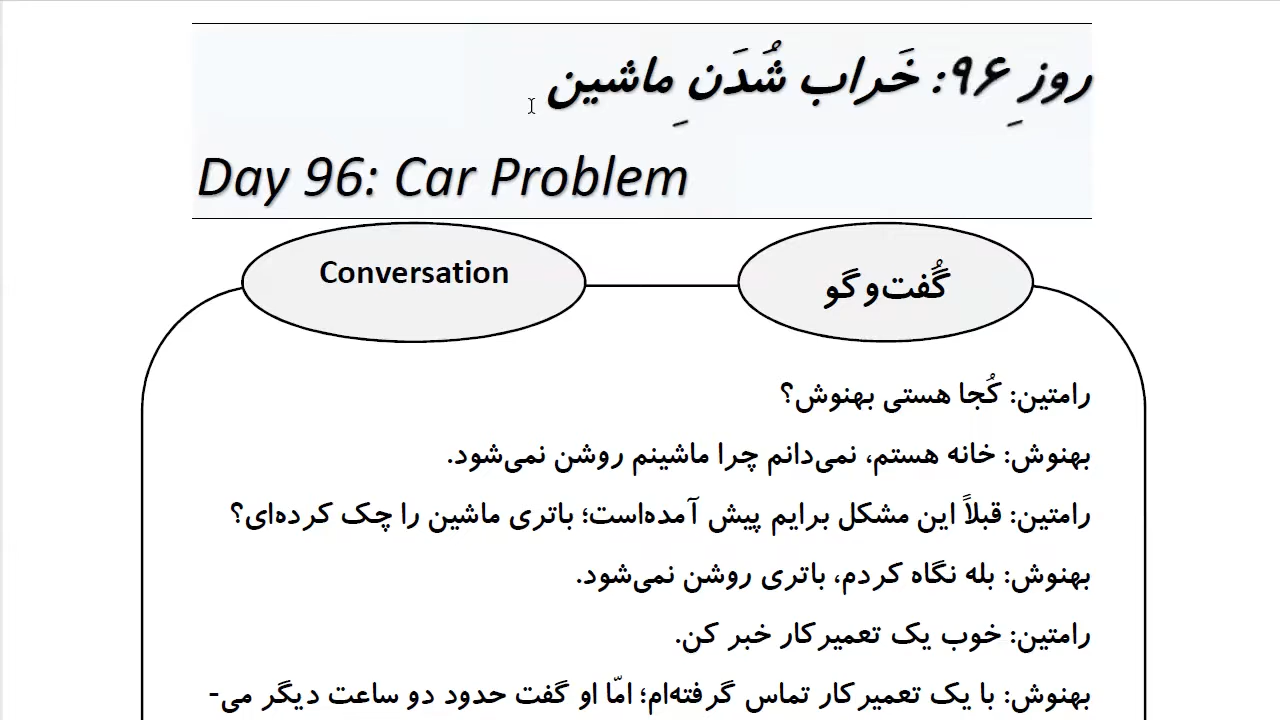 روزِ ۹۶: خَراب شُدَنِ ماشین
Day 96: Car Problem
Conversation
گُفت‌و‌گو
رامتین: کُجا هستی بهنوش؟
بهنوش: خانه هستم، نمی‌دانم چرا ماشینم روشن نمی‌شود.
رامتین: قبلاً این مشکل برایم پیش آمده‌است؛ باتری ماشین را چک کرده‌ای؟
بهنوش: بله نگاه کردم، باتری روشن نمی‌شود.
رامتین: خوب یک تعمیرکار خبر کن.
بهنوش: با یک تعمیرکار تماس گرفته‌ام؛ امّا او گفت حدود دو ساعت دیگر می-